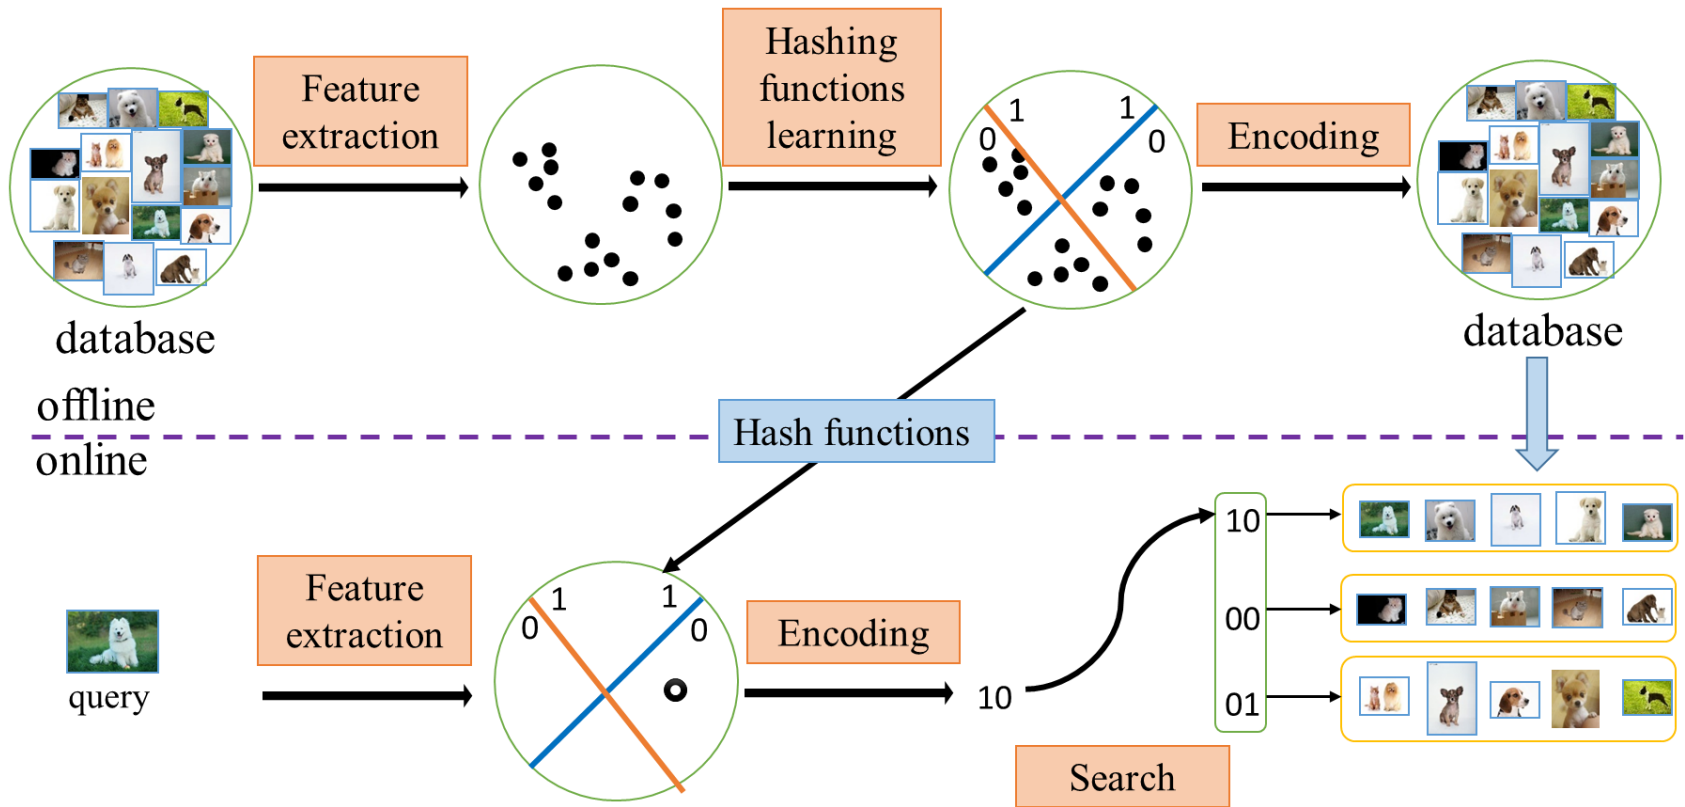 Feature
extraction
Hashing
functions
learning
1
0
1
0
Encoding
database
database
offline
Hash functions
online
query
Feature
extraction
1
0
1
0
Encoding
10
10
00
01
Search